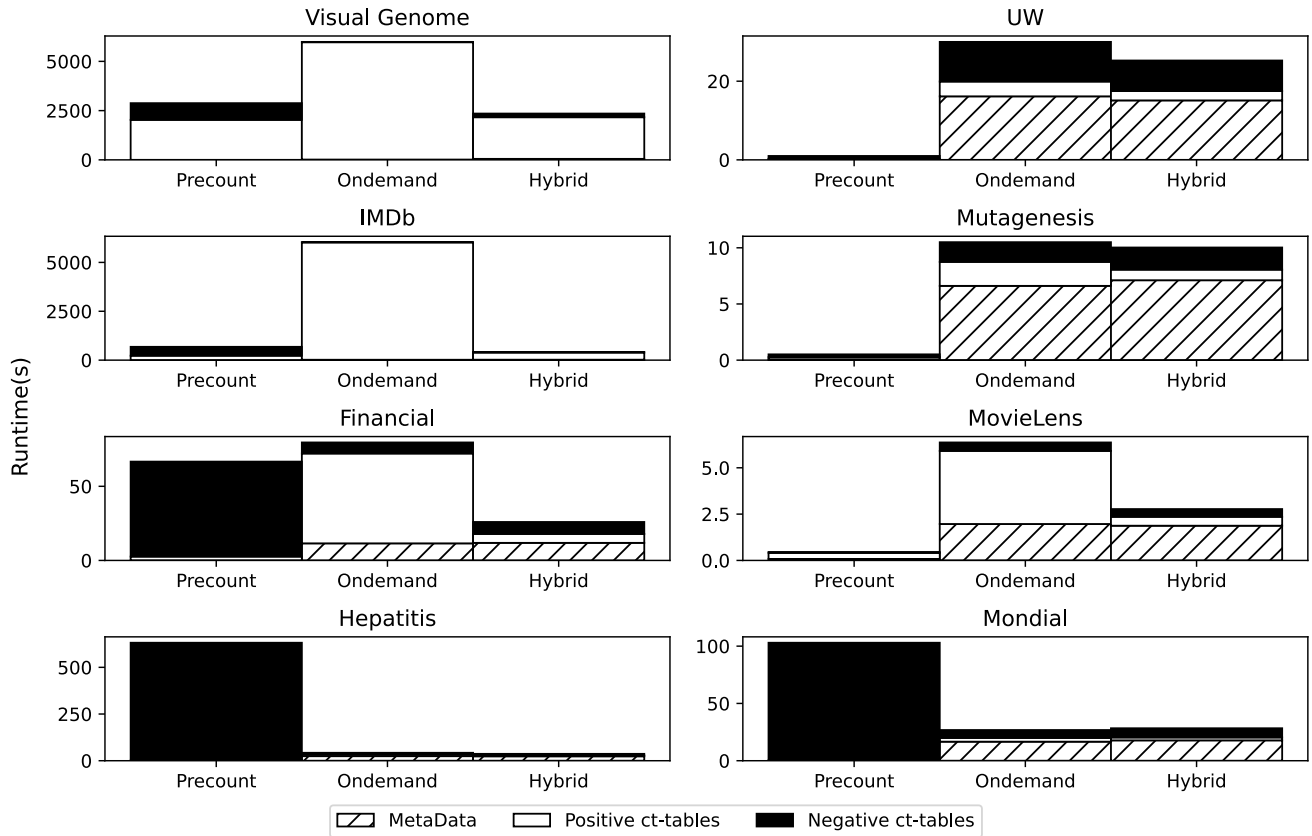 Visual Genome
5000
2500
0
Precount Ondemand Hybrid
UW
20
0
Precount Ondemand Hybrid
IMDb
5000
2500
0
Precount Ondemand Hybrid
Mutagenesis
10
5
0
Precount Ondemand Hybrid
Runtime(s)
Financial
50
0
Precount Ondemand Hybrid
MovieLens
5.0
2.5
0.0
Precount Ondemand Hybrid
Hepatitis
500
250
0
Precount Ondemand Hybrid
Mondial
100
50
0
Precount Ondemand Hybrid
MetaData Positive ct-tables Negative ct-tables